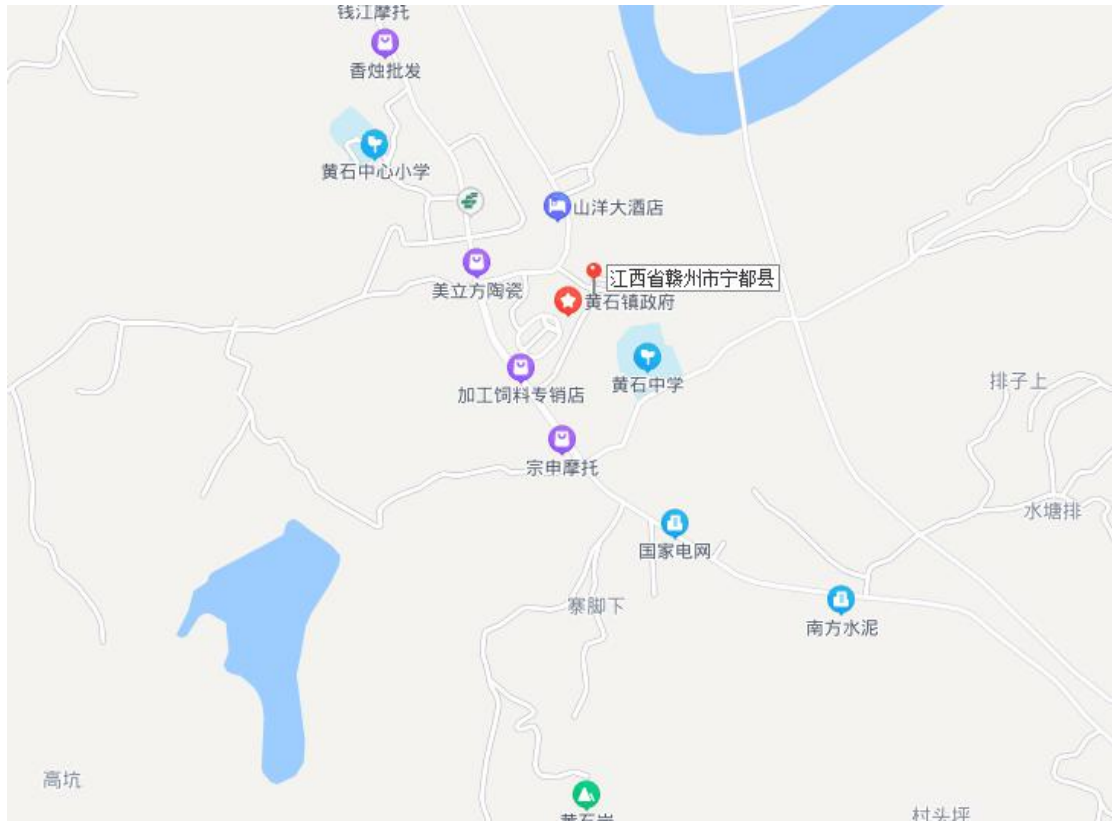 钱江摩托
香烛批发
黄石中心小学
山洋大酒店
江西省赣州市宁都县
美立方陶瓷
黄石镇政府
黄石中学
排子上
加工饲料专销店
宗申摩托
水塘排
国家电网
寨脚下
南方水泥
高坑
黄石岩
村头坪